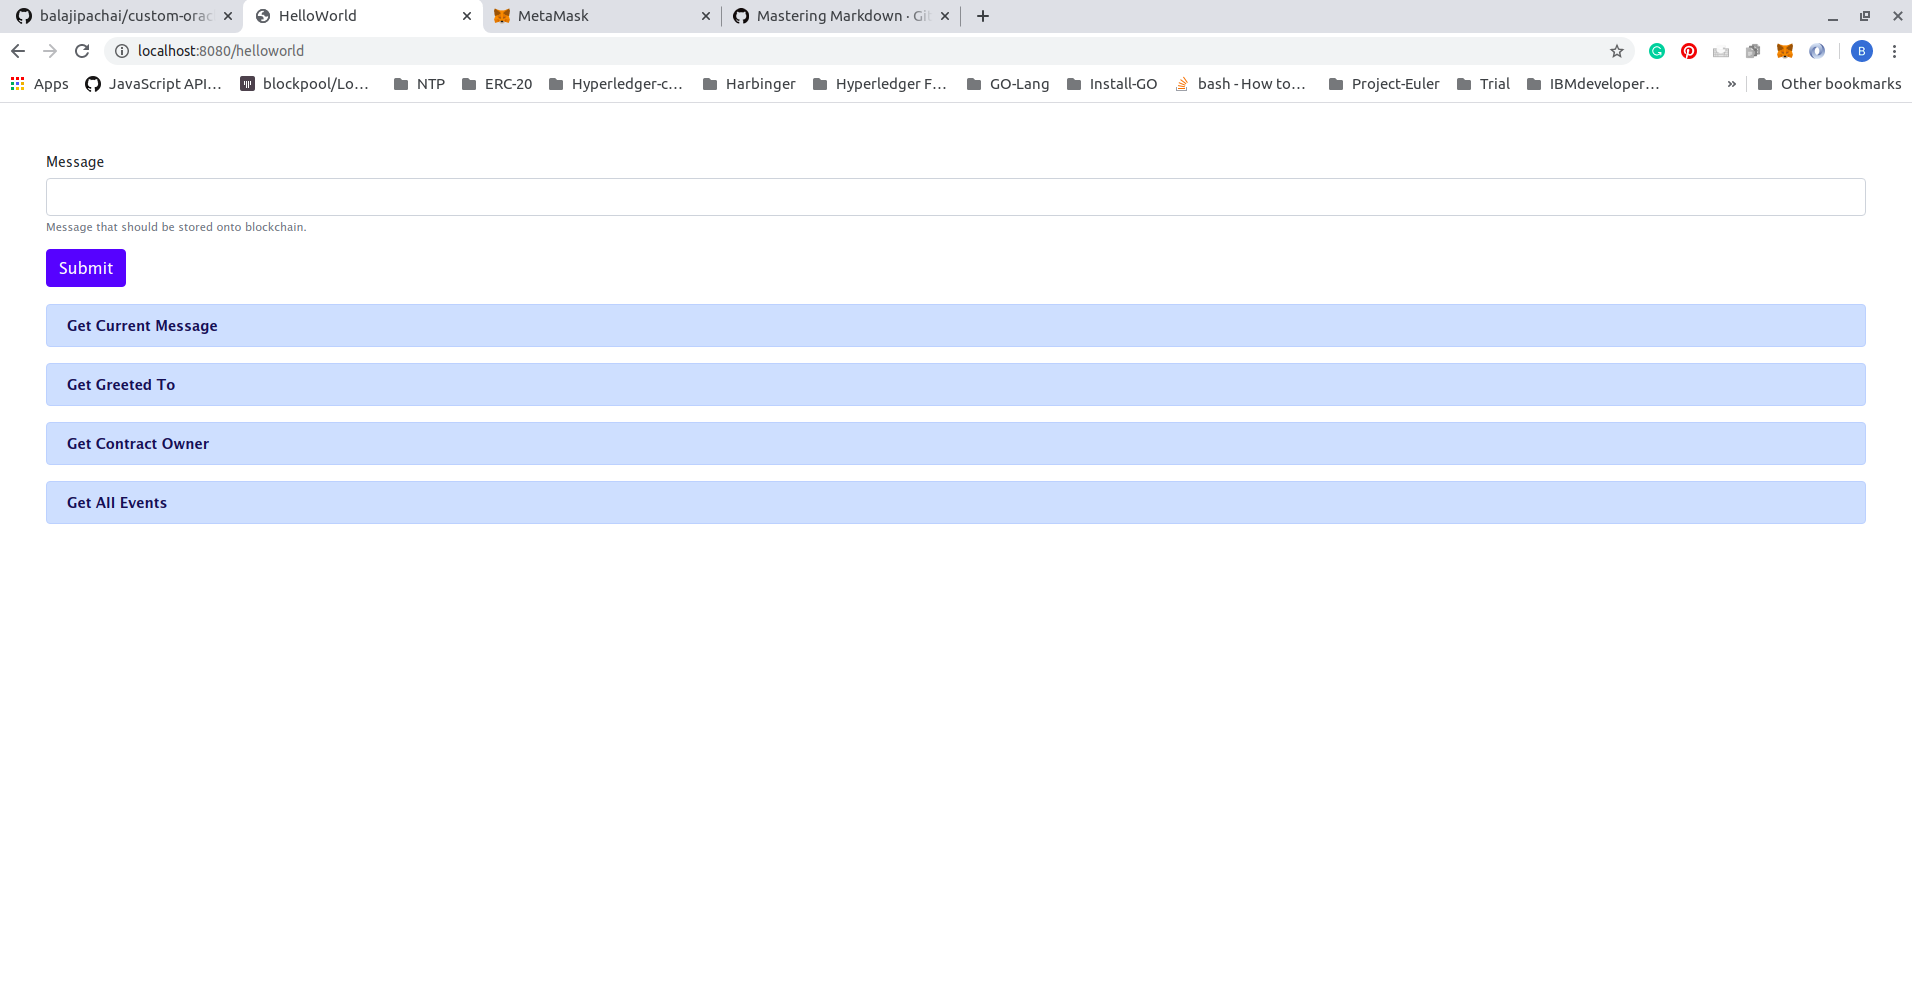 balajipachai/custom-orac
HelloWorld
MetaMask
Mastering Markdown · Git
localhost:8080/helloworld
B
Apps
JavaScript API...
blockpool/Lo...
NTP
ERC-20
Hyperledger-c...
Harbinger
Hyperledger F...
GO-Lang
Install-GO
bash - How to...
Project-Euler
Trial
IBMdeveloper...
»
Other bookmarks
Message
Message that should be stored onto blockchain.
Submit
Get Current Message
Get Greeted To
Get Contract Owner
Get All Events